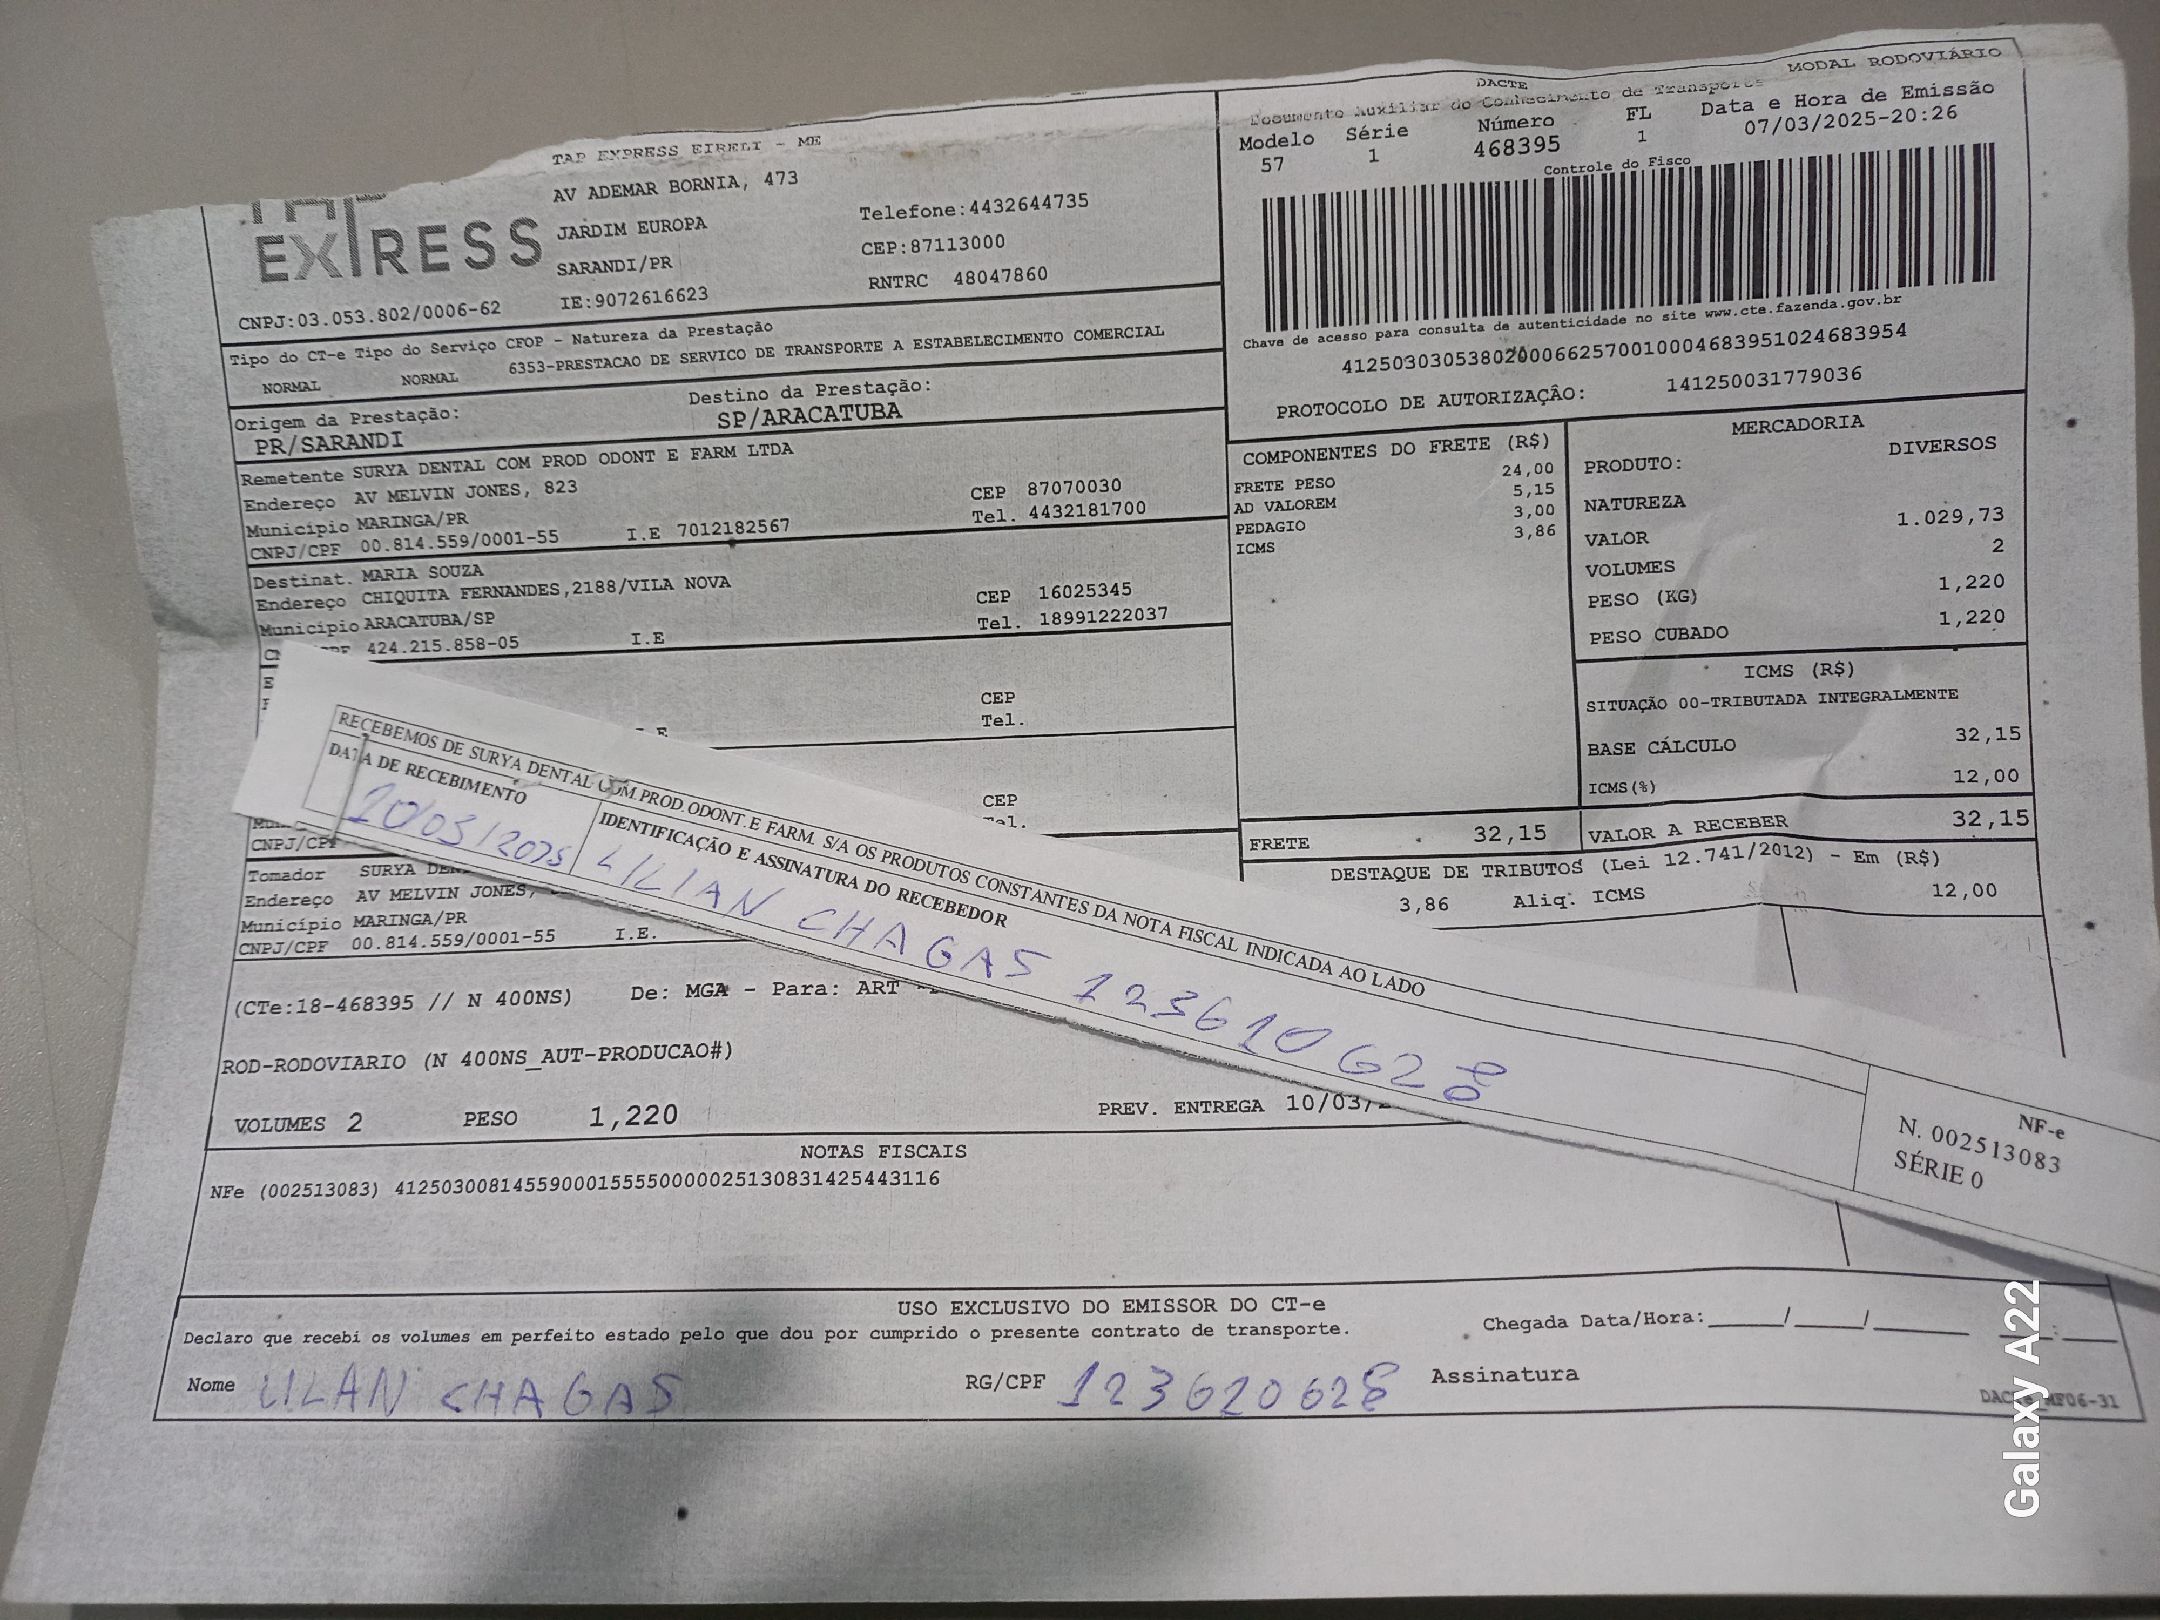 DACTE MODAL RODOVIÁRIO
Documento Auxiliar do Conhecimento de Transporte
Modelo Série Número FL Data e Hora de Emissão
57 1 468395 1 07/03/2025-20:26
Controle do Fisco
Chave de acesso para consulta de autenticidade no site www.cte.fazenda.gov.br
41250303053802000662570010004683951024683954
PROTOCOLO DE AUTORIZAÇÂO: 141250031779036
TAP EXPRESS EIRELI - ME
TAP EXPRESS
AV ADEMAR BORNIA, 473
JARDIM EUROPA Telefone:4432644735
SARANDI/PR CEP:87113000
CNPJ:03.053.802/0006-62 IE:9072616623 RNTRC 48047860
Tipo do CT-e Tipo do Serviço CFOP - Natureza da Prestação
NORMAL NORMAL 6353-PRESTACAO DE SERVICO DE TRANSPORTE A ESTABELECIMENTO COMERCIAL
Origem da Prestação: Destino da Prestação:
PR/SARANDI SP/ARACATUBA
Remetente SURYA DENTAL COM PROD ODONT E FARM LTDA
Endereço AV MELVIN JONES, 823 CEP 87070030
Município MARINGA/PR Tel. 4432181700
CNPJ/CPF 00.814.559/0001-55 I.E 7012182567
Destinat. MARIA SOUZA
Endereço CHIQUITA FERNANDES,2188/VILA NOVA CEP 16025345
Município ARACATUBA/SP Tel. 18991222037
424.215.858-05 I.E
CEP
Tel.
CEP
CNPJ/CPF
Tomador SURYA
Endereço AV MELVIN JONES,
Município MARINGA/PR
CNPJ/CPF 00.814.559/0001-55 I.E.
COMPONENTES DO FRETE (R$)
FRETE PESO 24,00
AD VALOREM 5,15
PEDAGIO 3,00
ICMS 3,86
FRETE 32,15
MERCADORIA
PRODUTO: DIVERSOS
NATUREZA
VALOR 1.029,73
VOLUMES 2
PESO (KG) 1,220
PESO CUBADO 1,220
ICMS (R$)
SITUAÇÃO 00-TRIBUTADA INTEGRALMENTE
BASE CÁLCULO 32,15
ICMS(%) 12,00
VALOR A RECEBER 32,15
DESTAQUE DE TRIBUTOS (Lei 12.741/2012) - Em (R$)
3,86 Aliq. ICMS 12,00
RECEBEMOS DE SURYA DENTAL COM.PROD.ODONT.E FARM. S/A OS PRODUTOS CONSTANTES DA NOTA FISCAL INDICADA AO LADO
DATA DE RECEBIMENTO IDENTIFICAÇÃO E ASSINATURA DO RECEBEDOR
LILIAN CHAGAS 123610628
NF-e
N. 002513083
SÉRIE 0
(CTe:18-468395 // N 400NS) De: MGA - Para: ART
ROD-RODOVIARIO (N 400NS_AUT-PRODUCAO#)
VOLUMES 2 PESO 1,220 PREV. ENTREGA 10/03/
NOTAS FISCAIS
NFe (002513083) 41250300814559000155550000025130831425443116
USO EXCLUSIVO DO EMISSOR DO CT-e
Declaro que recebi os volumes em perfeito estado pelo que dou por cumprido o presente contrato de transporte. Chegada Data/Hora:_____/_____/_______ ____:____
Nome LILAN CHAGAS RG/CPF 123620628 Assinatura
Galaxy A22